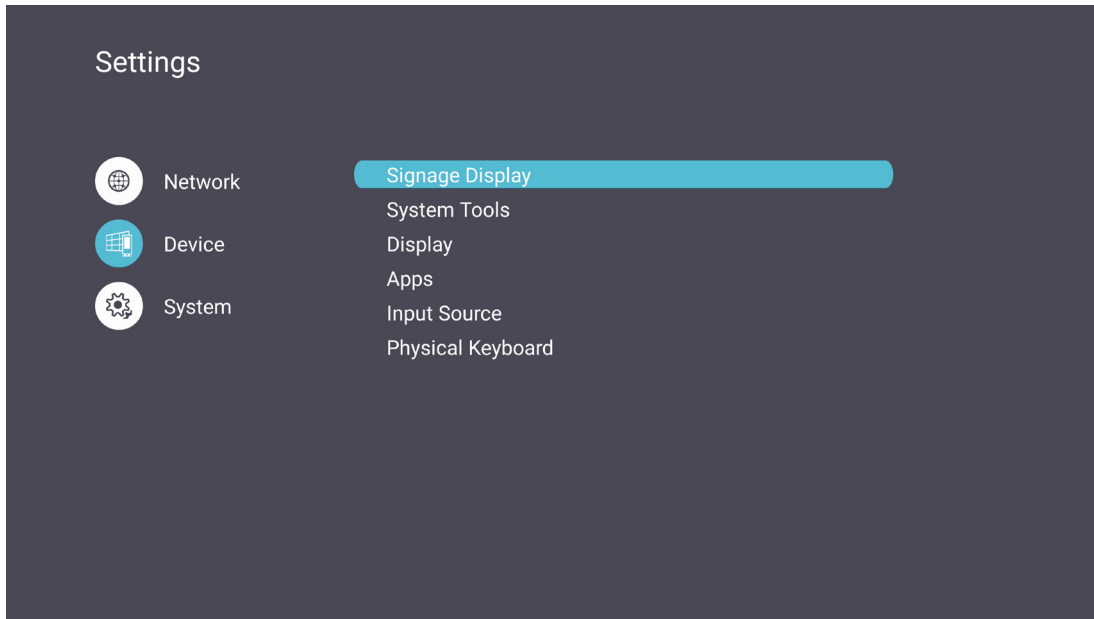 Settings
Network
Device
System
Signage Display
System Tools
Display
Apps
Input Source
Physical Keyboard